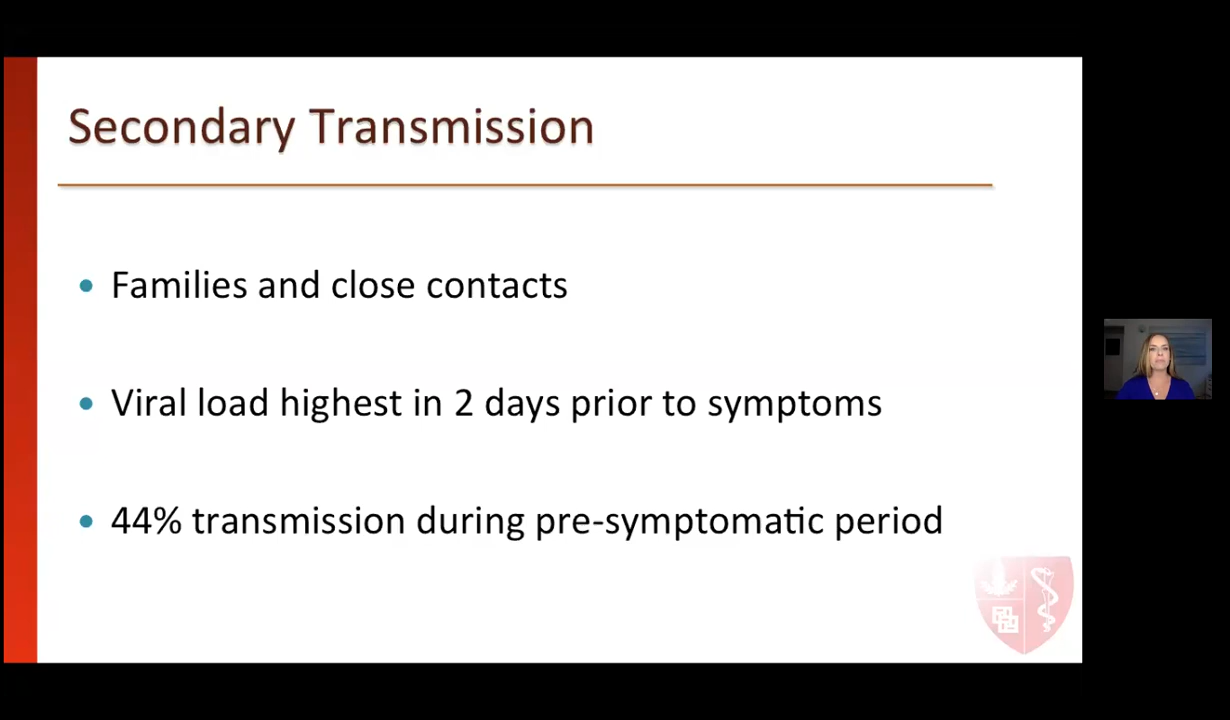 Secondary Transmission
Families and close contacts
Viral load highest in 2 days prior to symptoms
44% transmission during pre-symptomatic period